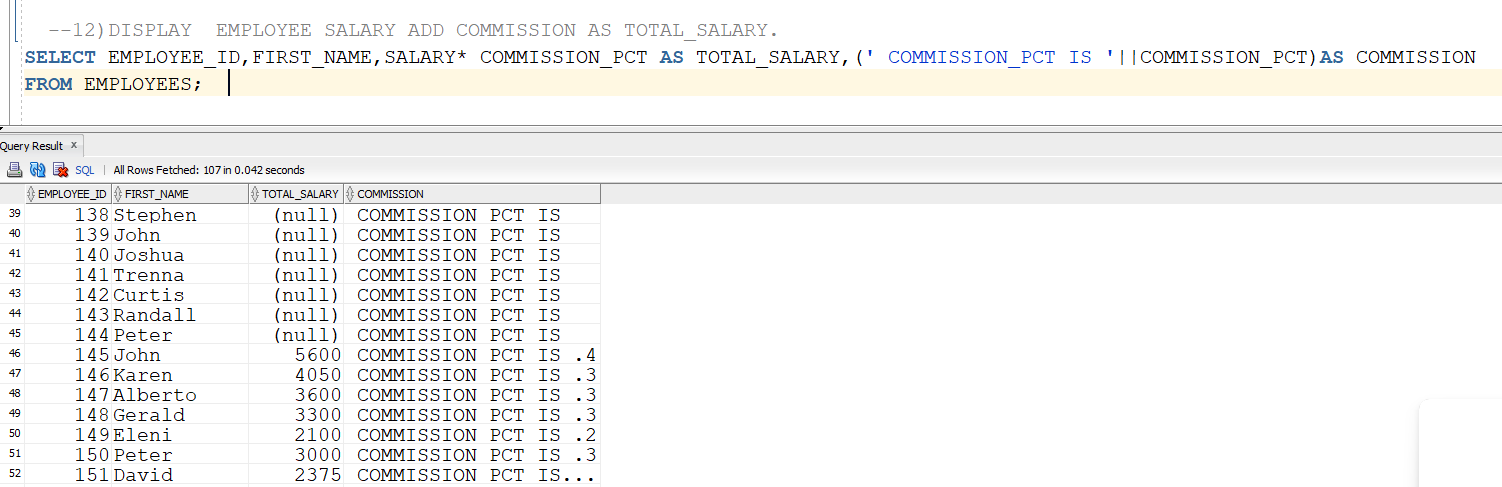 --12)DISPLAY  EMPLOYEE SALARY ADD COMMISSION AS TOTAL_SALARY.
SELECT EMPLOYEE_ID,FIRST_NAME,SALARY* COMMISSION_PCT AS TOTAL_SALARY,(' COMMISSION_PCT IS '||COMMISSION_PCT)AS COMMISSION
FROM EMPLOYEES;
Query Result x
SQL | All Rows Fetched: 107 in 0.042 seconds
EMPLOYEE_ID FIRST_NAME TOTAL_SALARY COMMISSION
39 138 Stephen (null) COMMISSION PCT IS
40 139 John (null) COMMISSION PCT IS
41 140 Joshua (null) COMMISSION PCT IS
42 141 Trenna (null) COMMISSION PCT IS
43 142 Curtis (null) COMMISSION PCT IS
44 143 Randall (null) COMMISSION PCT IS
45 144 Peter (null) COMMISSION PCT IS
46 145 John 5600 COMMISSION PCT IS .4
47 146 Karen 4050 COMMISSION PCT IS .3
48 147 Alberto 3600 COMMISSION PCT IS .3
49 148 Gerald 3300 COMMISSION PCT IS .3
50 149 Eleni 2100 COMMISSION PCT IS .2
51 150 Peter 3000 COMMISSION PCT IS .3
52 151 David 2375 COMMISSION PCT IS...